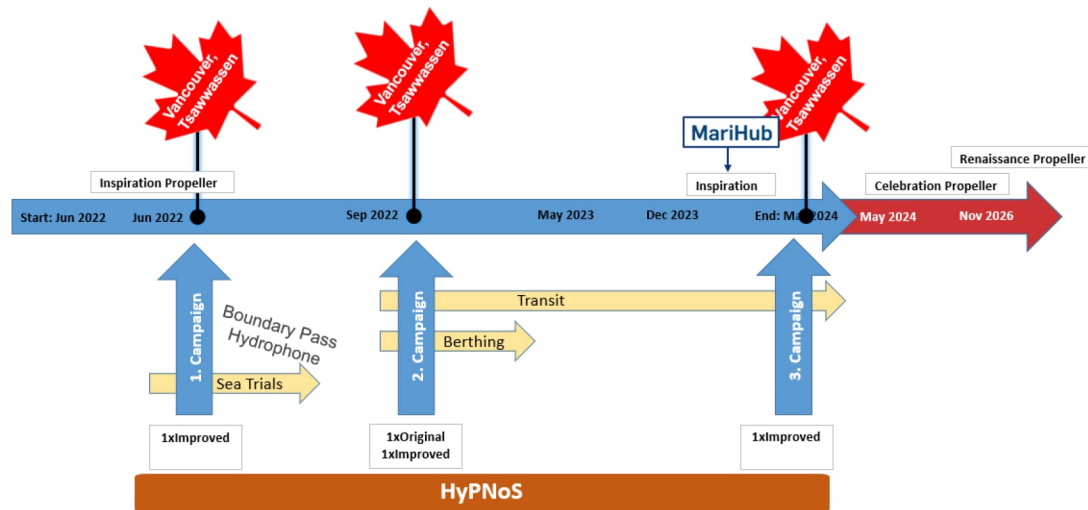 Vancouver,
Tsawwassen
Vancouver,
Tsawwassen
Vancouver,
Tsawwassen
MariHub
Renaissance Propeller
Inspiration Propeller
Inspiration
Celebration Propeller
Start: Jun 2022
Jun 2022
Sep 2022
May 2023
Dec 2023
End: Mar 2024
May 2024
Nov 2026
1. Campaign
2. Campaign
3. Campaign
Boundary Pass
Hydrophone
Transit
Berthing
Sea Trials
1xImproved
1xOriginal
1xImproved
1xImproved
HyPNoS